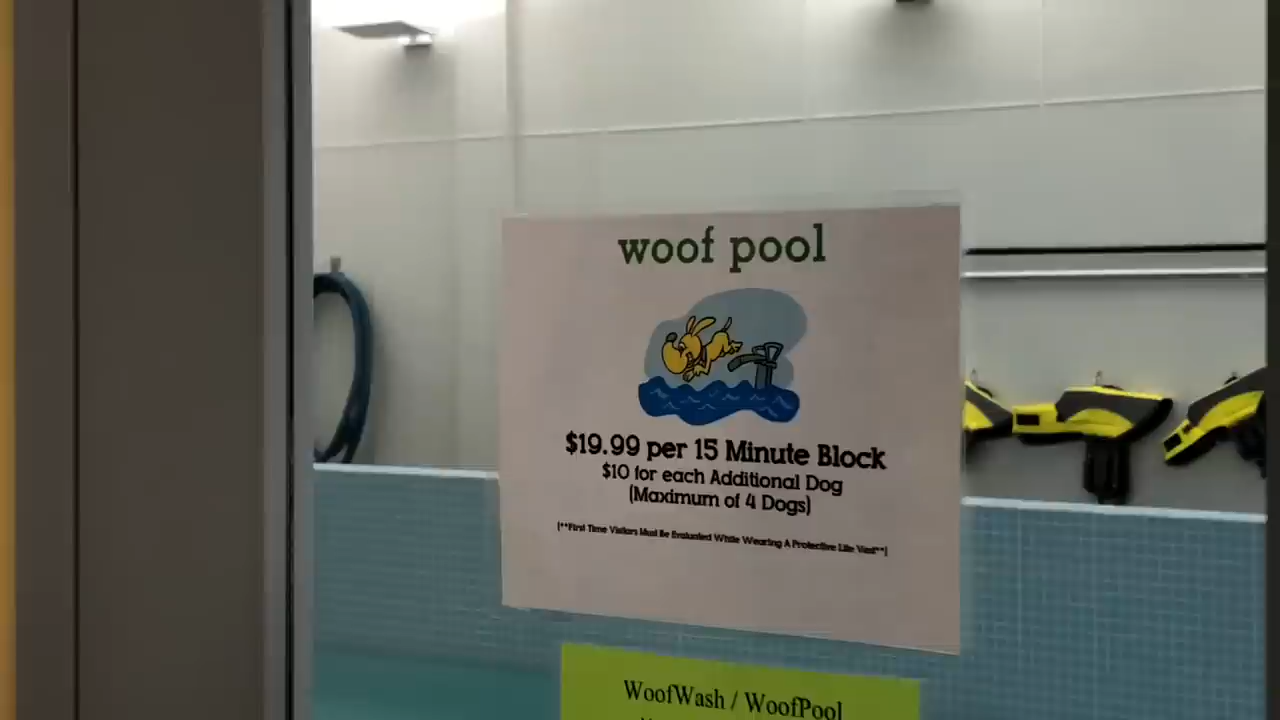 woof pool
$19.99 per 15 Minute Block
$10 for each Additional Dog
(Maximum of 4 Dogs)
(**First Time Visitors Must Be Evaluated While Wearing A Protective Life Vest**)
WoofWash / WoofPool